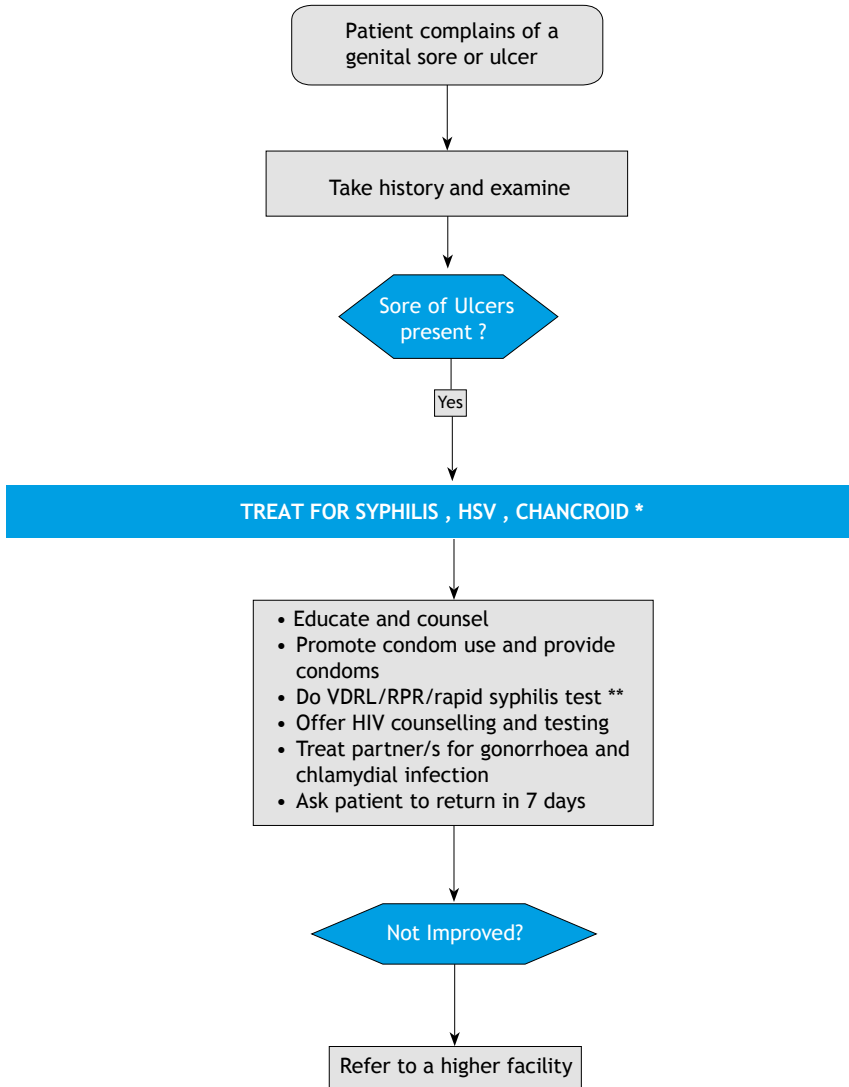 Patient complains of a
genital sore or ulcer
Take history and examine
Sore of Ulcers
present ?
Yes
TREAT FOR SYPHILIS , HSV , CHANCROID *
• Educate and counsel
• Promote condom use and provide
condoms
• Do VDRL/RPR/rapid syphilis test **
• Offer HIV counselling and testing
• Treat partner/s for gonorrhoea and
chlamydial infection
• Ask patient to return in 7 days
Not Improved?
Refer to a higher facility